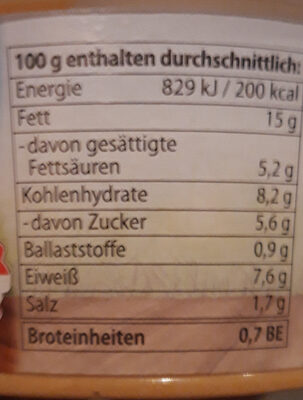 100 g enthalten durchschnittlich:
Energie 829 kJ / 200 kcal
Fett 15 g
- davon gesättigte
Fettsäuren 5,2 g
Kohlenhydrate 8,2 g
- davon Zucker 5,6 g
Ballaststoffe 0,9 g
Eiweiß 7,6 g
Salz 1,7 g
Broteinheiten 0,7 BE